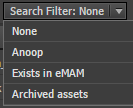 Search Filter: None
None
Anoop
Exists in eMAM
Archived assets